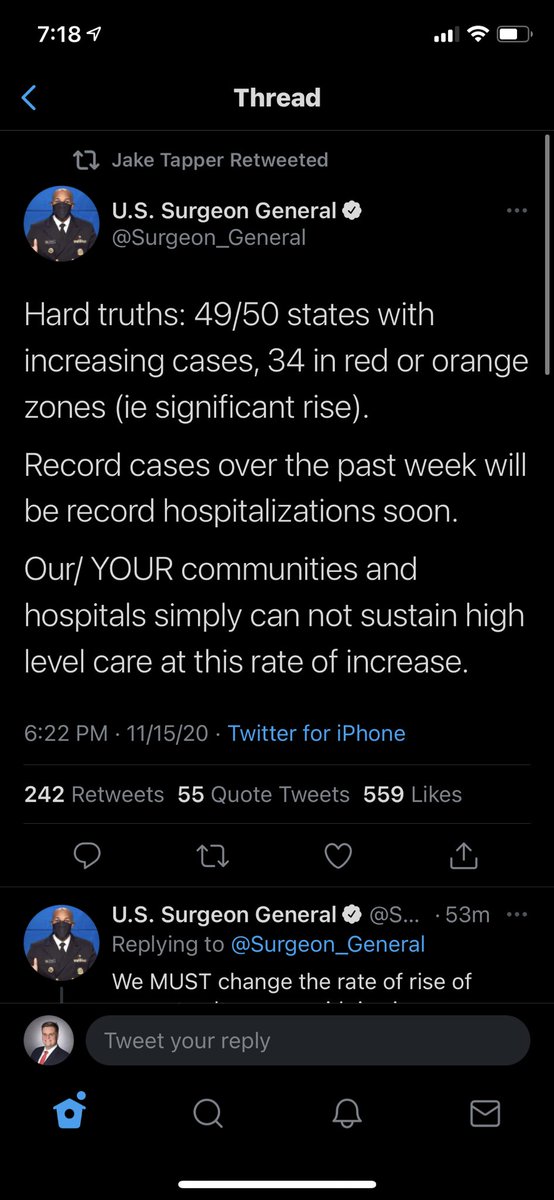 7:18
Thread
Jake Tapper Retweeted
U.S. Surgeon General
@Surgeon_General
Hard truths: 49/50 states with
increasing cases, 34 in red or orange
zones (ie significant rise).
Record cases over the past week will
be record hospitalizations soon.
Our/ YOUR communities and
hospitals simply can not sustain high
level care at this rate of increase.
6:22 PM · 11/15/20 · Twitter for iPhone
242 Retweets 55 Quote Tweets 559 Likes
U.S. Surgeon General @S... · 53m
Replying to @Surgeon_General
We MUST change the rate of rise of
Tweet your reply